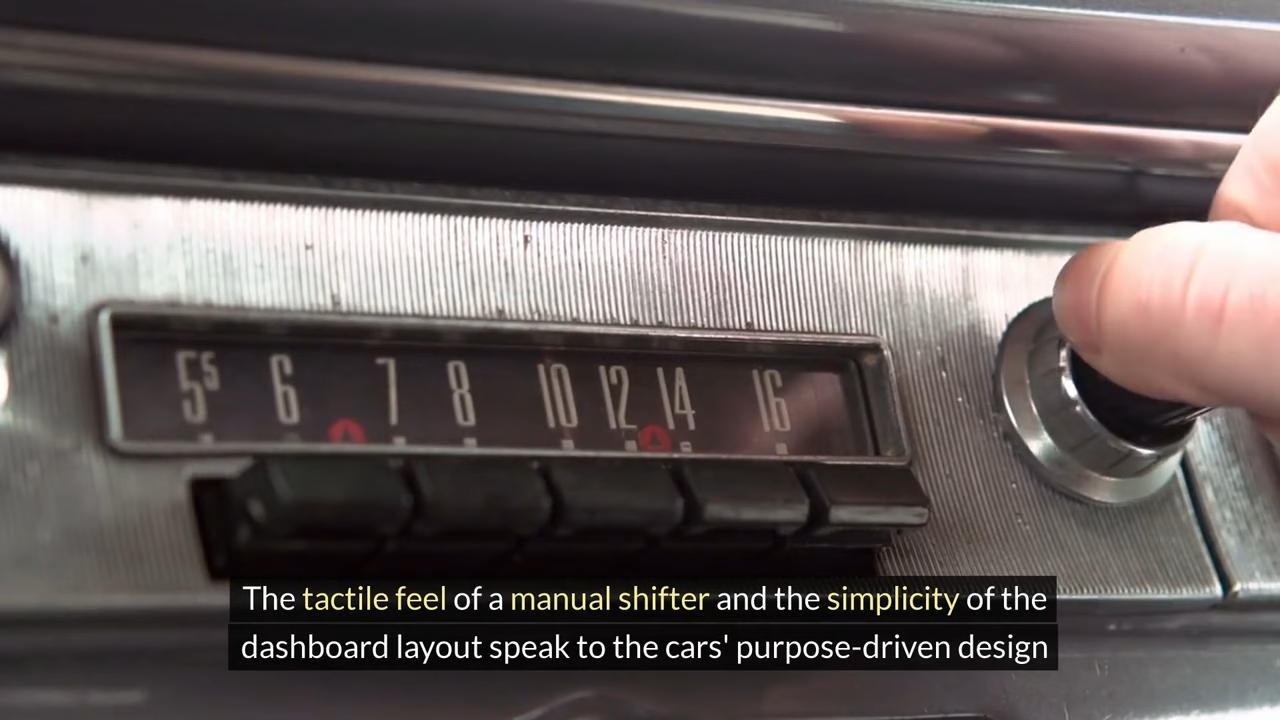 5⁵ 6 7 8 10 12 14 16
The tactile feel of a manual shifter and the simplicity of the
dashboard layout speak to the cars' purpose-driven design